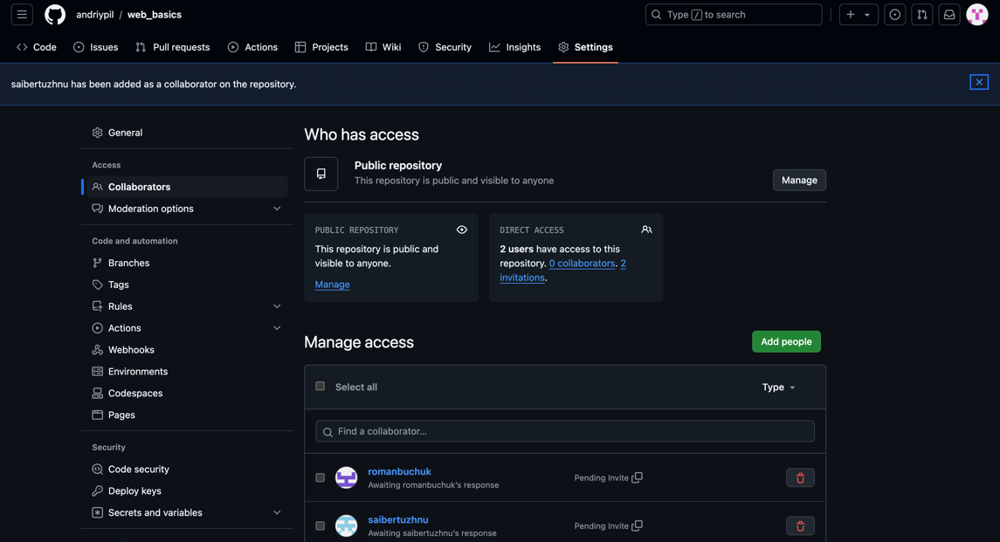 andriypil / web_basics
Type / to search
Code
Issues
Pull requests
Actions
Projects
Wiki
Security
Insights
Settings
saibertuzhnu has been added as a collaborator on the repository.
General
Access
Collaborators
Moderation options
Code and automation
Branches
Tags
Rules
Actions
Webhooks
Environments
Codespaces
Pages
Security
Code security
Deploy keys
Secrets and variables
Who has access
Public repository
This repository is public and visible to anyone
Manage
PUBLIC REPOSITORY
This repository is public and
visible to anyone.
Manage
DIRECT ACCESS
2 users have access to this
repository. 0 collaborators. 2
invitations.
Manage access
Add people
Select all
Type
Find a collaborator...
romanbuchuk
Awaiting romanbuchuk's response
Pending Invite
saibertuzhnu
Awaiting saibertuzhnu's response
Pending Invite